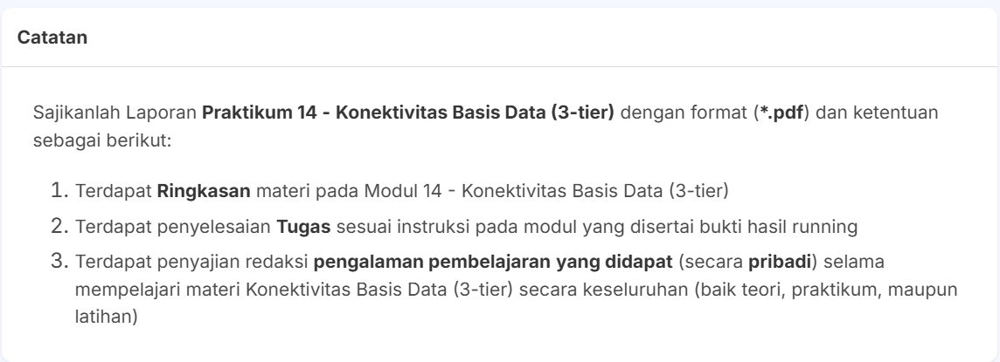 Catatan
Sajikanlah Laporan Praktikum 14 - Konektivitas Basis Data (3-tier) dengan format (*.pdf) dan ketentuan
sebagai berikut:
1. Terdapat Ringkasan materi pada Modul 14 - Konektivitas Basis Data (3-tier)
2. Terdapat penyelesaian Tugas sesuai instruksi pada modul yang disertai bukti hasil running
3. Terdapat penyajian redaksi pengalaman pembelajaran yang didapat (secara pribadi) selama
mempelajari materi Konektivitas Basis Data (3-tier) secara keseluruhan (baik teori, praktikum, maupun
latihan)